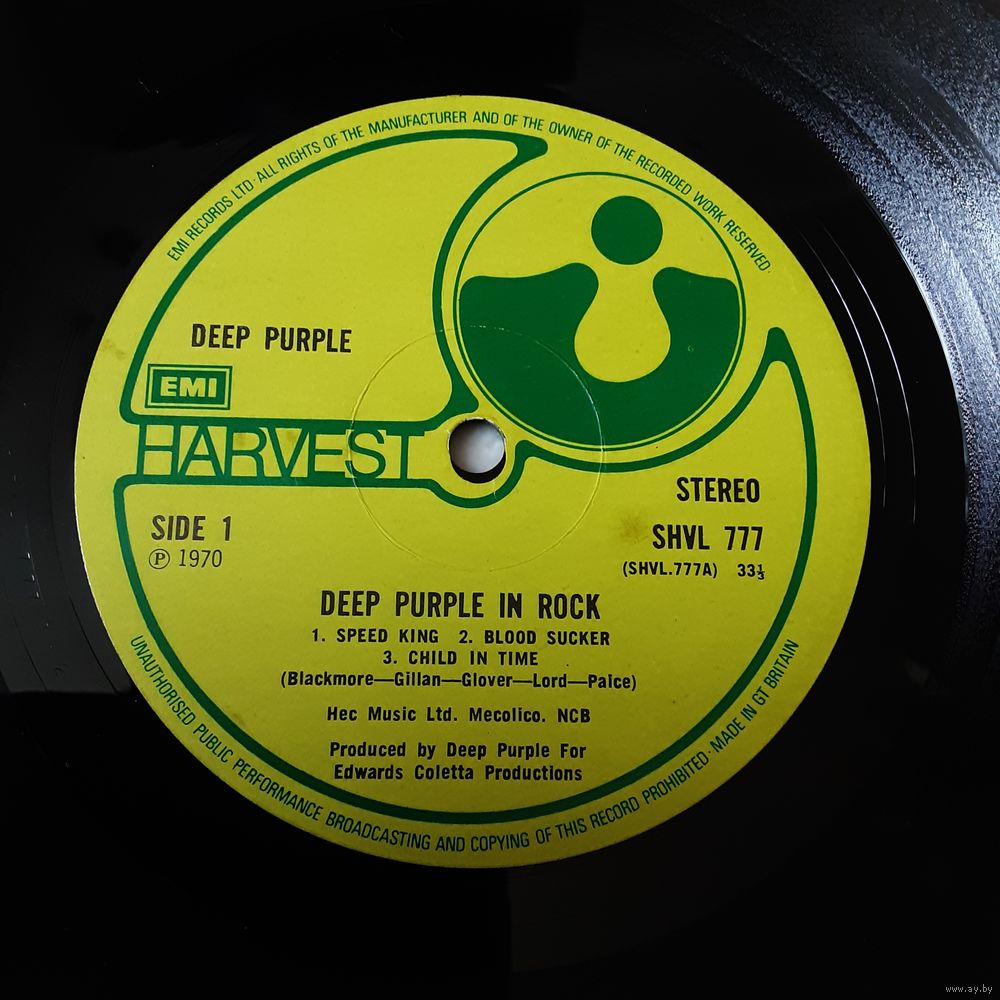 EMI RECORDS LTD · ALL RIGHTS OF THE MANUFACTURER AND OF THE OWNER OF THE RECORDED WORK RESERVED ·
DEEP PURPLE
EMI
HARVEST
STEREO
SIDE 1
SHVL 777
Ⓟ 1970
(SHVL.777A) 33⅓
DEEP PURPLE IN ROCK
1. SPEED KING 2. BLOOD SUCKER
3. CHILD IN TIME
(Blackmore—Gillan—Glover—Lord—Paice)
Hec Music Ltd. Mecolico. NCB
Produced by Deep Purple For
Edwards Coletta Productions
UNAUTHORISED PUBLIC PERFORMANCE BROADCASTING AND COPYING OF THIS RECORD PROHIBITED · MADE IN GT BRITAIN
www.ay.by